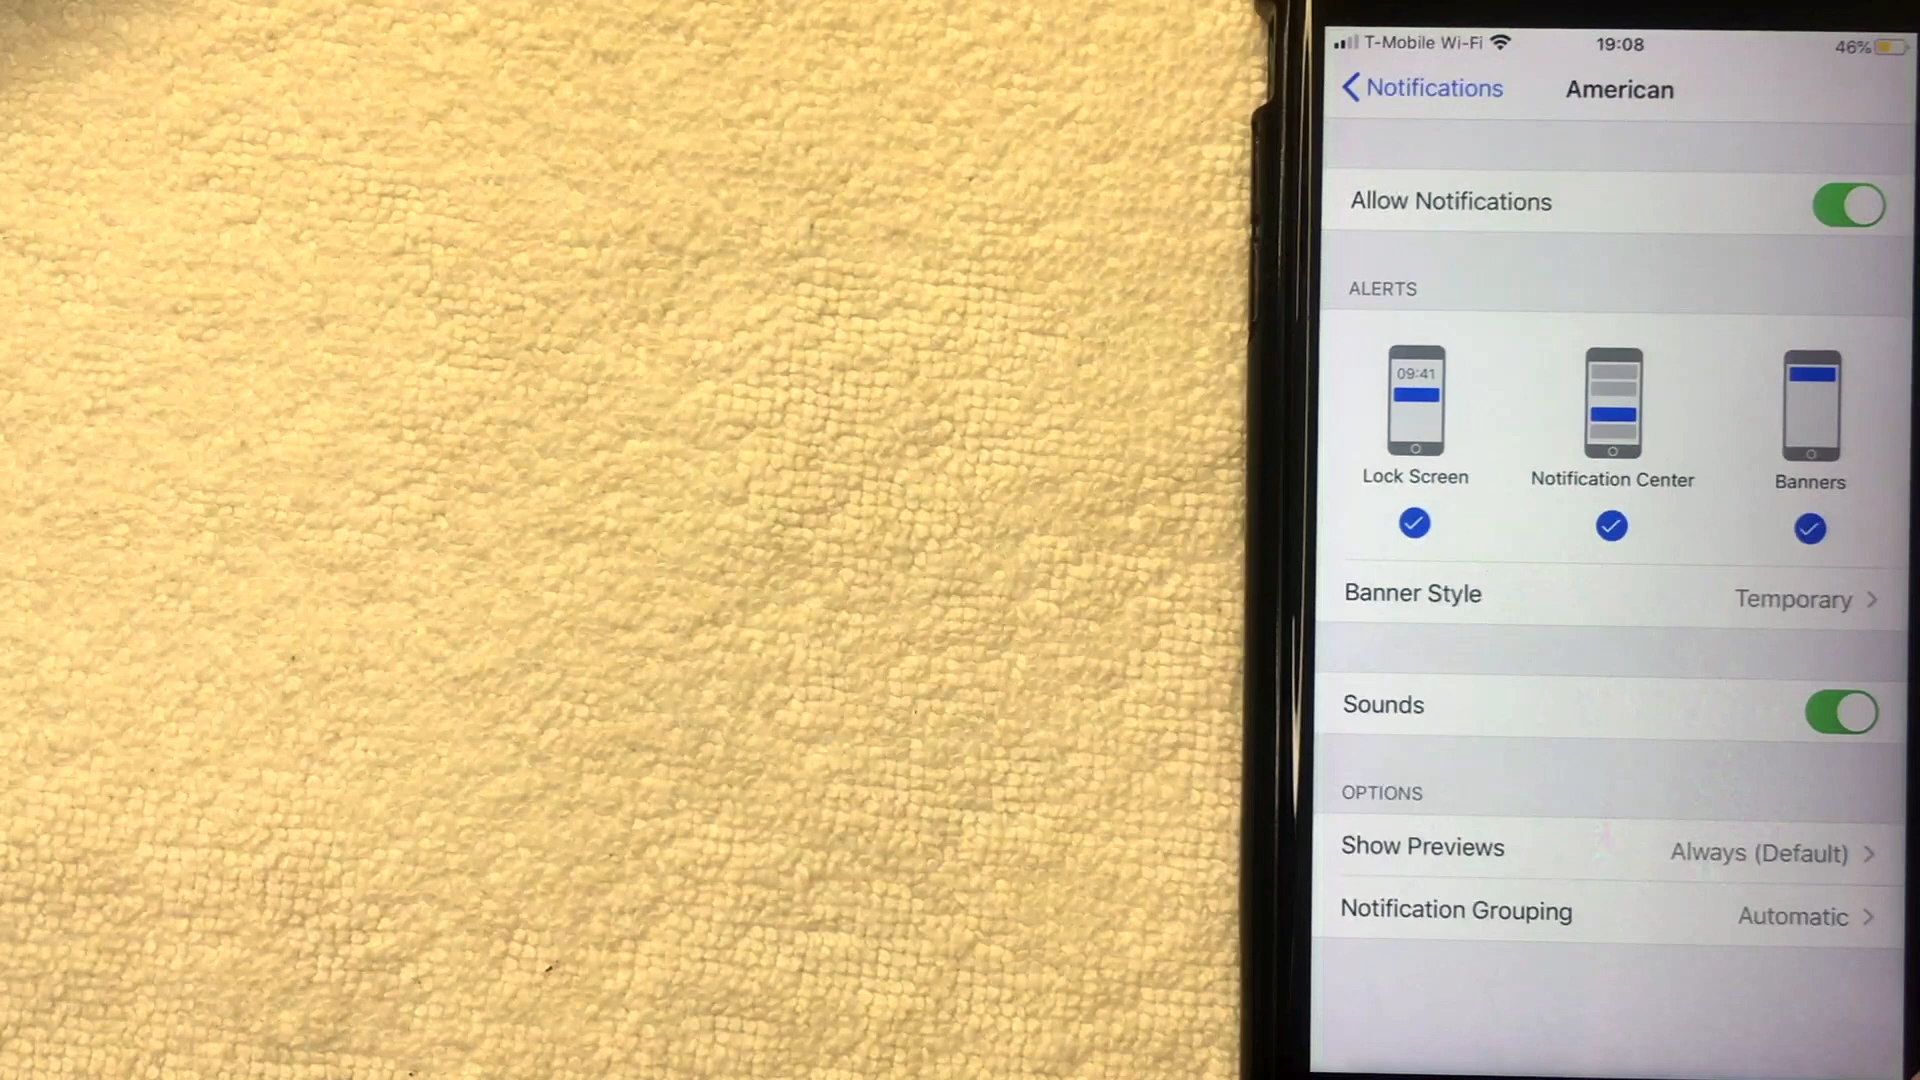 T-Mobile Wi-Fi 19:08 46%
Notifications American
Allow Notifications
ALERTS
09:41
Lock Screen Notification Center Banners
Banner Style Temporary
Sounds
OPTIONS
Show Previews Always (Default)
Notification Grouping Automatic